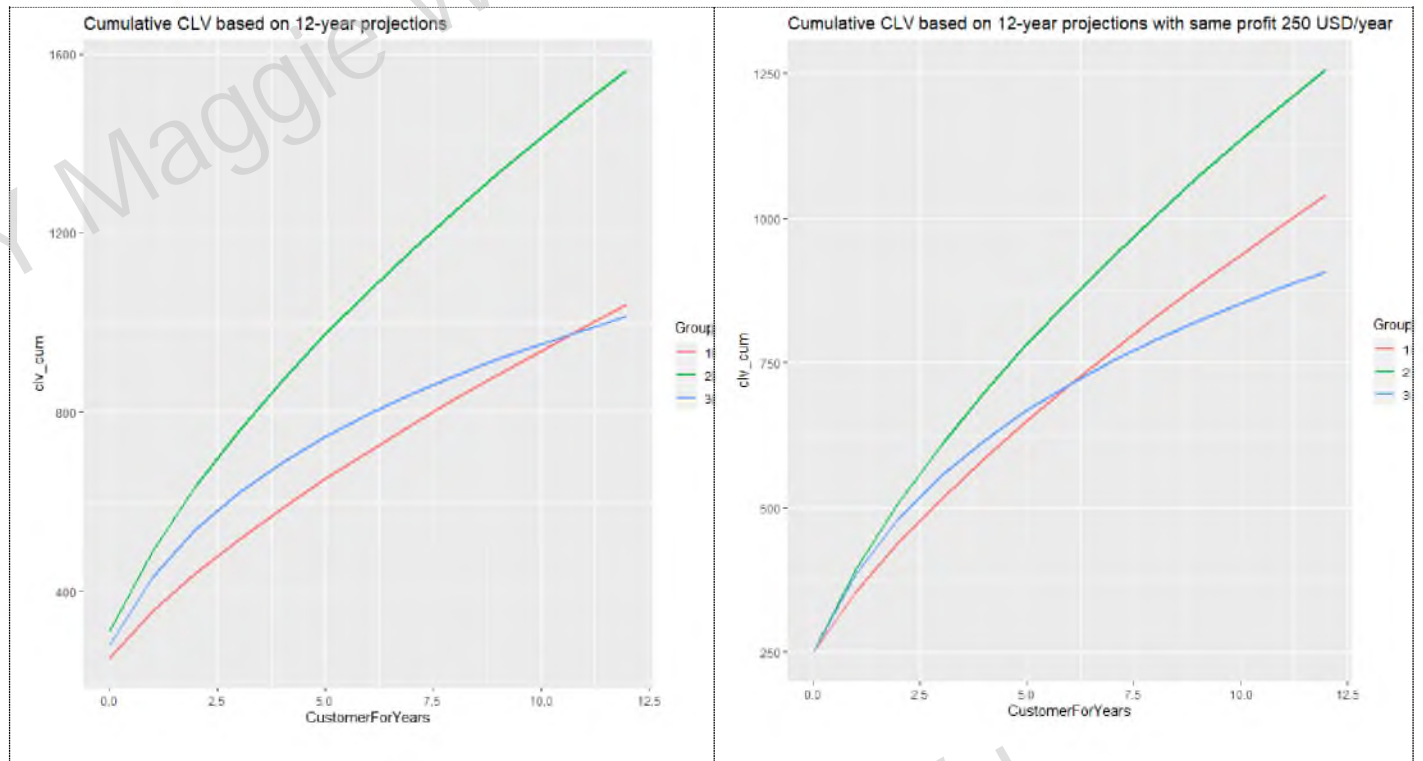 Cumulative CLV based on 12-year projections
1600
1200
800
400
clv_cum
0.0 2.5 5.0 7.5 10.0 12.5
CustomerForYears
Group
1
2
3
Cumulative CLV based on 12-year projections with same profit 250 USD/year
1250
1000
750
500
250
clv_cum
0.0 2.5 5.0 7.5 10.0 12.5
CustomerForYears
Group
1
2
3
Y Maggie